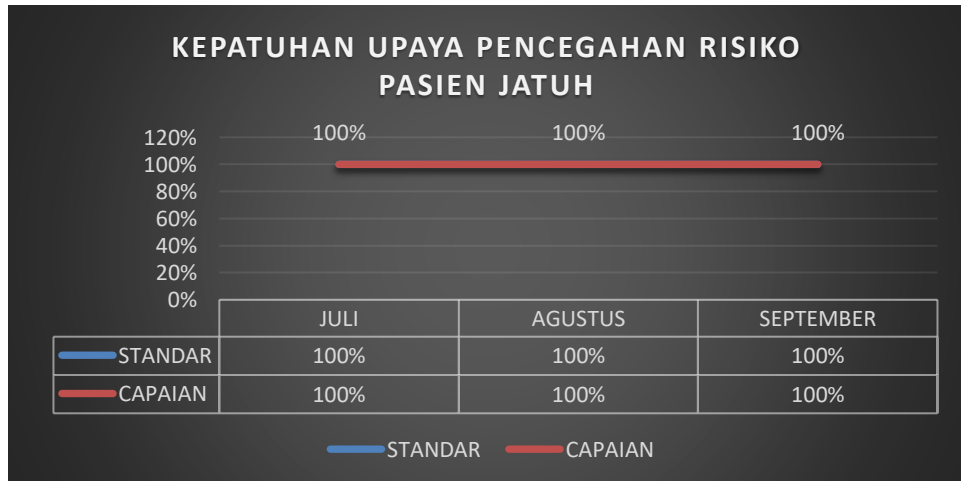 KEPATUHAN UPAYA PENCEGAHAN RISIKO
PASIEN JATUH
120%
100%
80%
60%
40%
20%
0%
100% 100% 100%
JULI AGUSTUS SEPTEMBER
STANDAR 100% 100% 100%
CAPAIAN 100% 100% 100%
STANDAR CAPAIAN